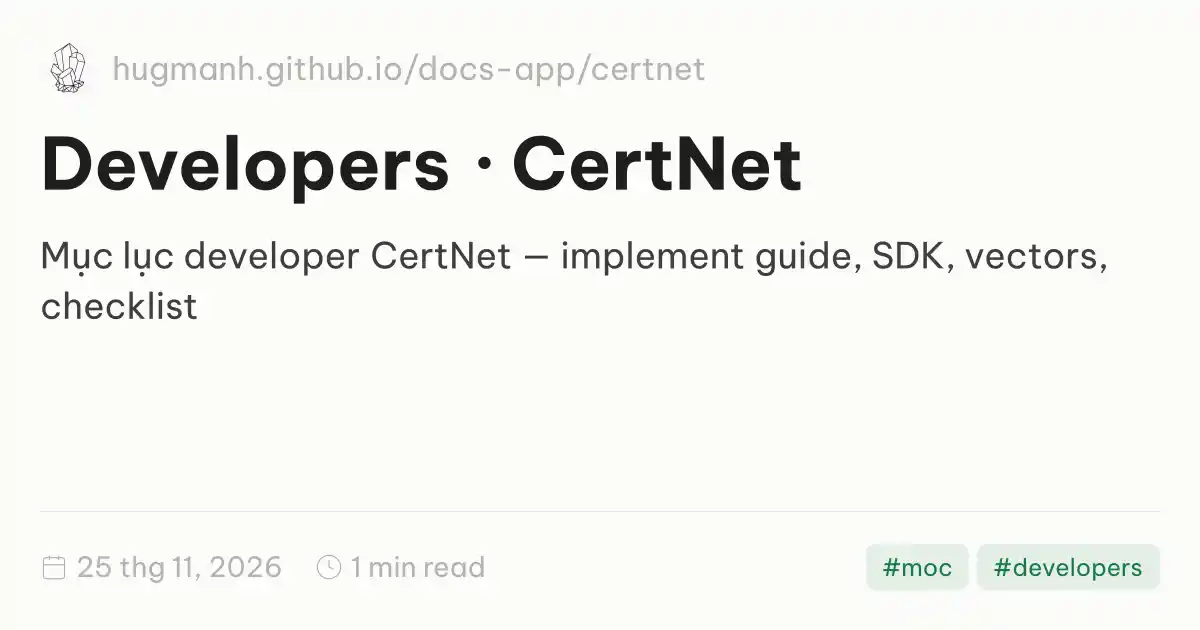 hugmanh.github.io/docs-app/certnet
Developers · CertNet
Mục lục developer CertNet — implement guide, SDK, vectors,
checklist
25 thg 11, 2026 1 min read #moc #developers